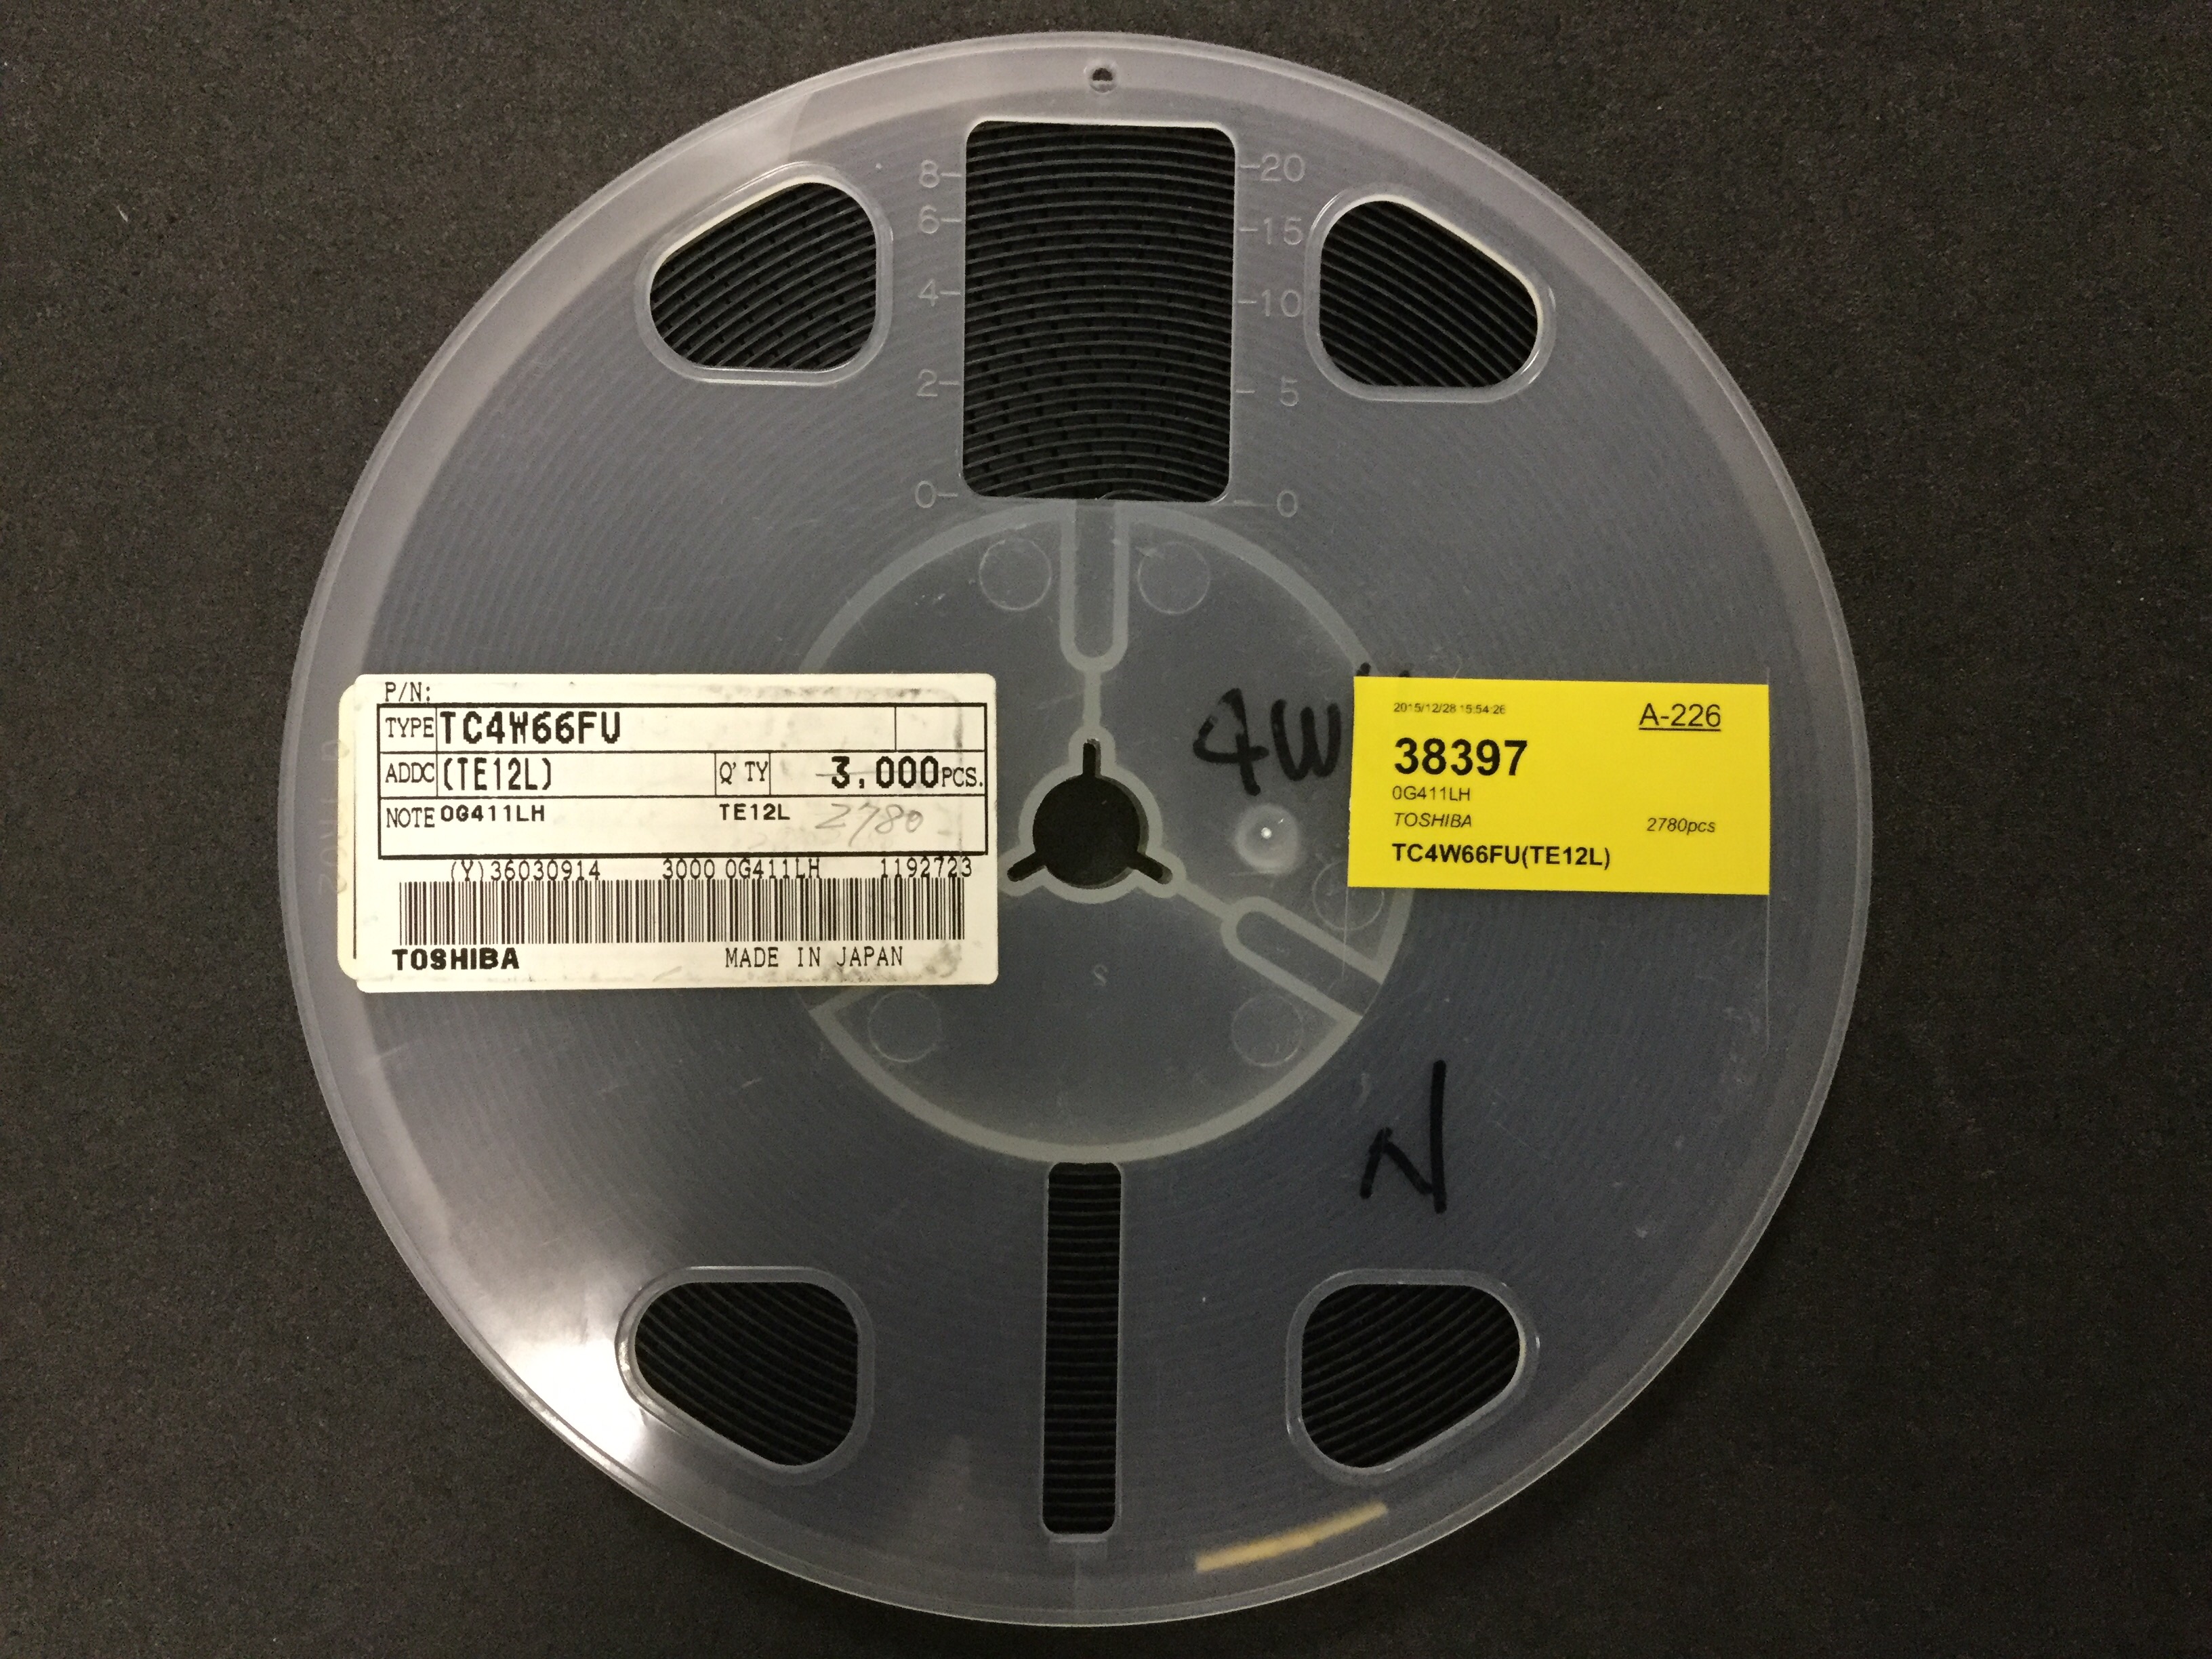 8 20
6 15
4 10
2 5
0 0
P/N:
TYPE TC4W66FU
ADDC (TE12L) Q'TY 3,000 PCS.
NOTE 0G411LH TE12L 2780
(Y)36030914 3000 0G411LH 1192723
TOSHIBA MADE IN JAPAN
4W
2015/12/28 15:54:26 A-226
38397
0G411LH
TOSHIBA 2780pcs
TC4W66FU(TE12L)
S
N